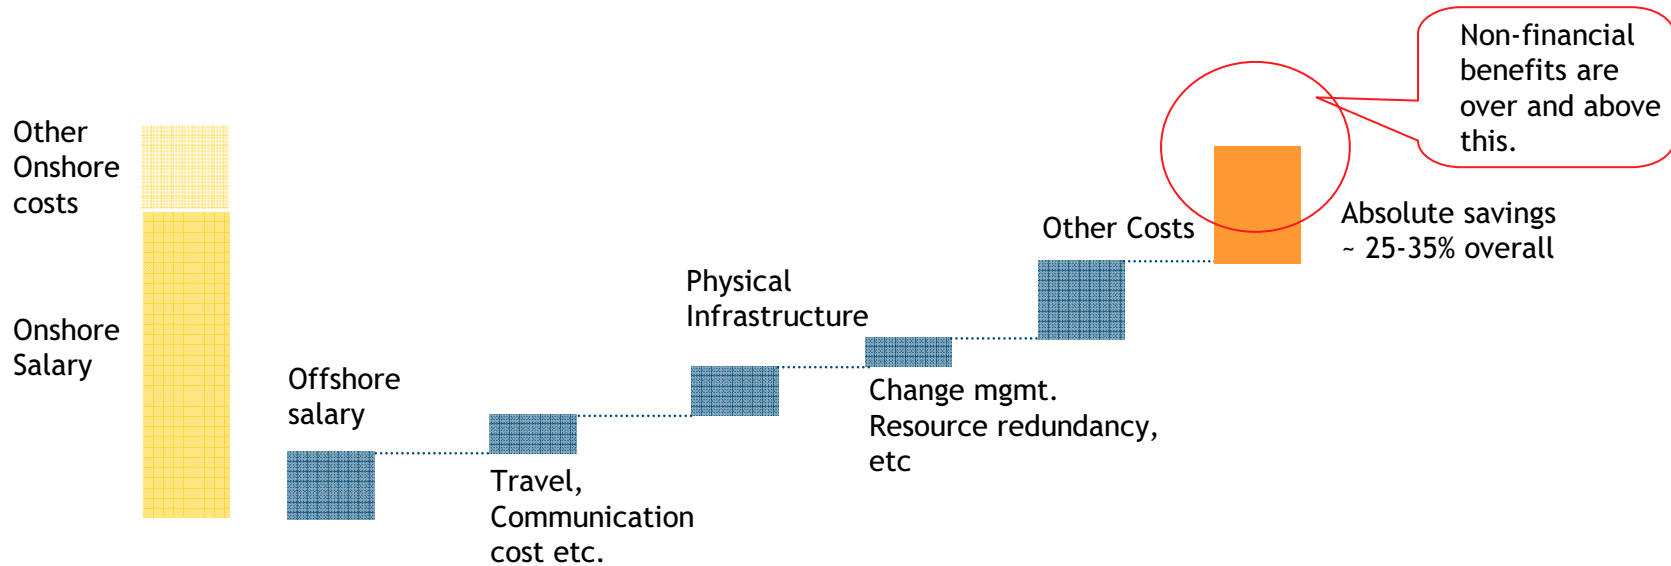 Non-financial
benefits are
over and above
this.
Other
Onshore
costs
Absolute savings
~ 25-35% overall
Other Costs
Physical
Infrastructure
Onshore
Salary
Offshore
salary
Change mgmt.
Resource redundancy,
etc
Travel,
Communication
cost etc.